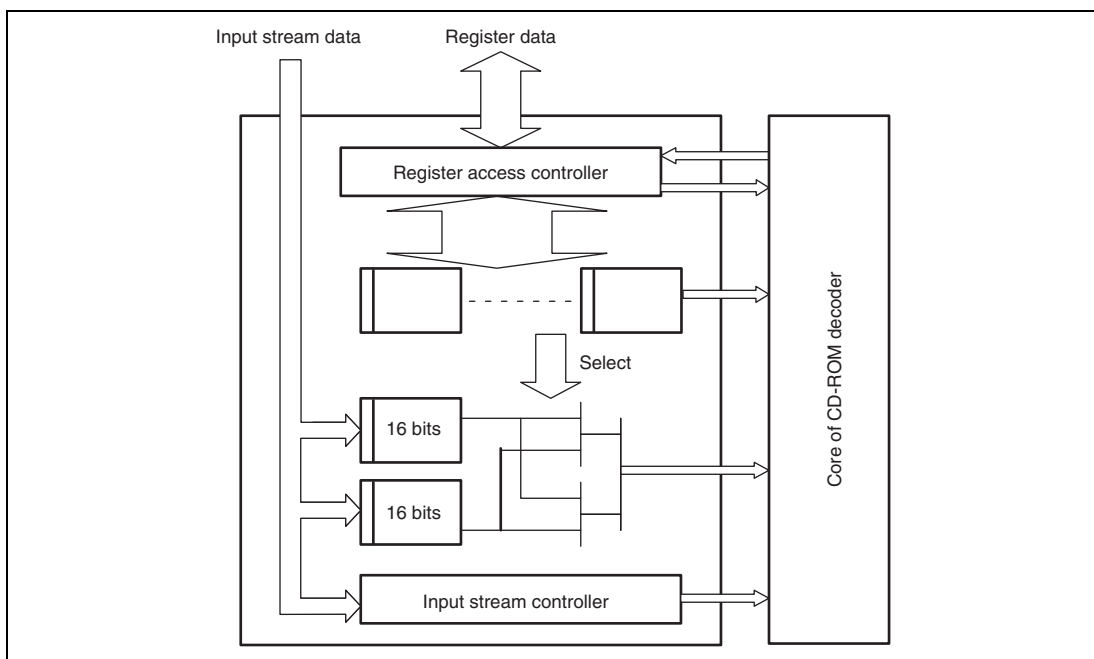 Input stream data
Register data
Register access controller
Select
16 bits
16 bits
Input stream controller
Core of CD-ROM decoder